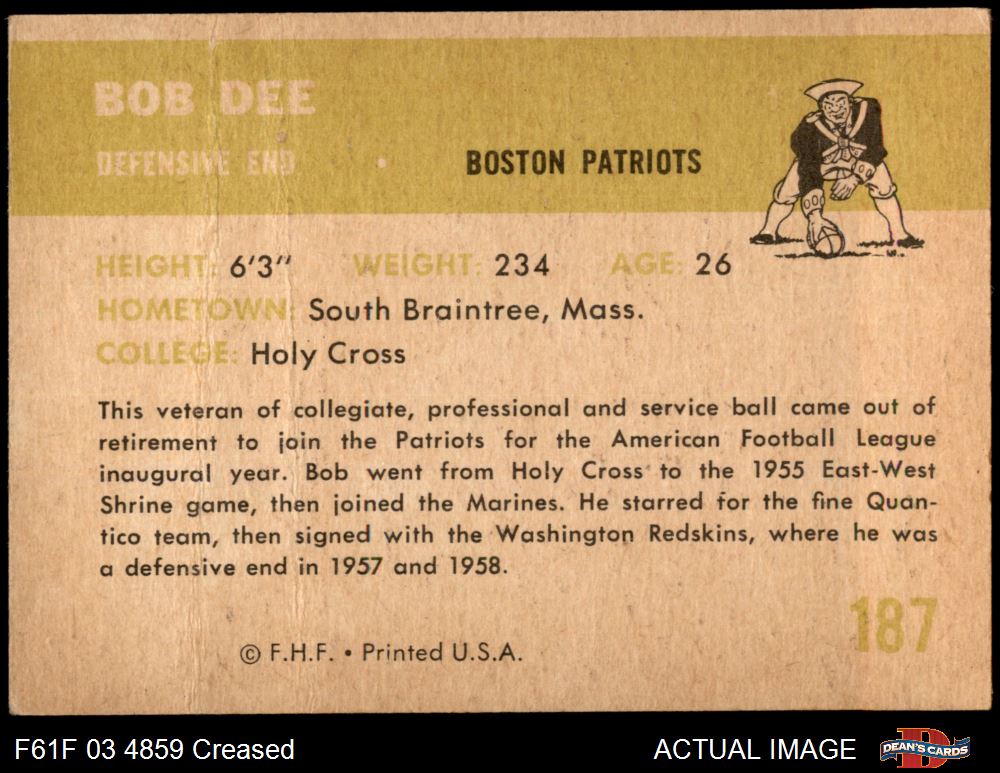 BOB DEE
DEFENSIVE END
BOSTON PATRIOTS
HEIGHT: 6'3" WEIGHT: 234 AGE: 26
HOMETOWN: South Braintree, Mass.
COLLEGE: Holy Cross
This veteran of collegiate, professional and service ball came out of
retirement to join the Patriots for the American Football League
inaugural year. Bob went from Holy Cross to the 1955 East-West
Shrine game, then joined the Marines. He starred for the fine Quan-
tico team, then signed with the Washington Redskins, where he was
a defensive end in 1957 and 1958.
187
© F.H.F. • Printed U.S.A.
F61F 03 4859 Creased
ACTUAL IMAGE
DEAN'S CARDS